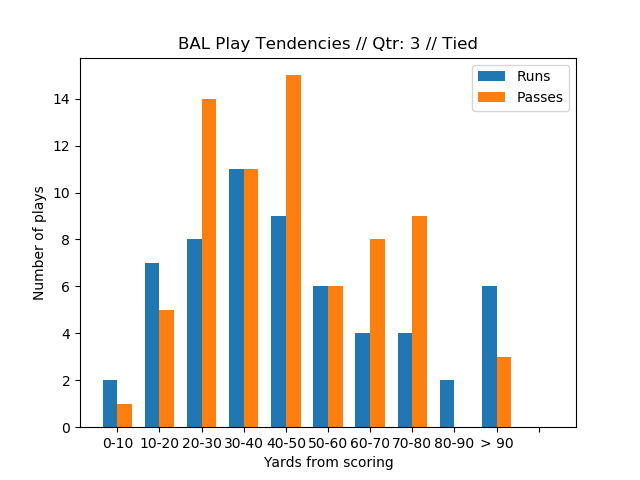 BAL Play Tendencies // Qtr: 3 // Tied
Runs
Passes
Number of plays
14
12
10
8
6
4
2
0
0-10 10-20 20-30 30-40 40-50 50-60 60-70 70-80 80-90 > 90
Yards from scoring